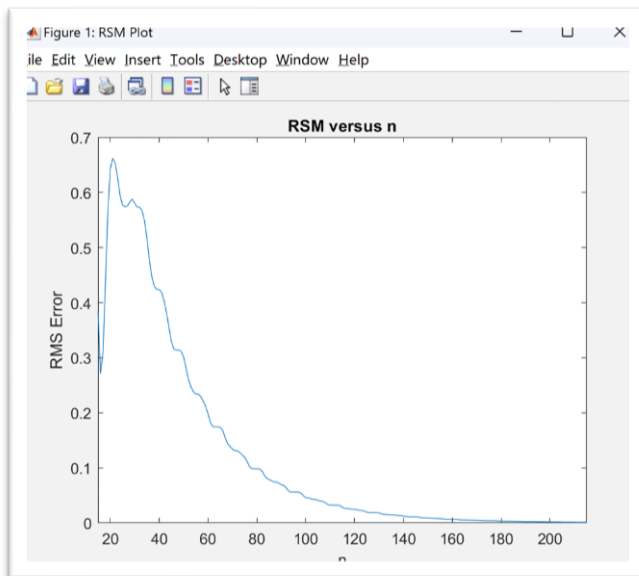 Figure 1: RSM Plot
ile Edit View Insert Tools Desktop Window Help
RSM versus n
0.7
0.6
0.5
0.4
0.3
0.2
0.1
0
RMS Error
20 40 60 80 100 120 140 160 180 200
n